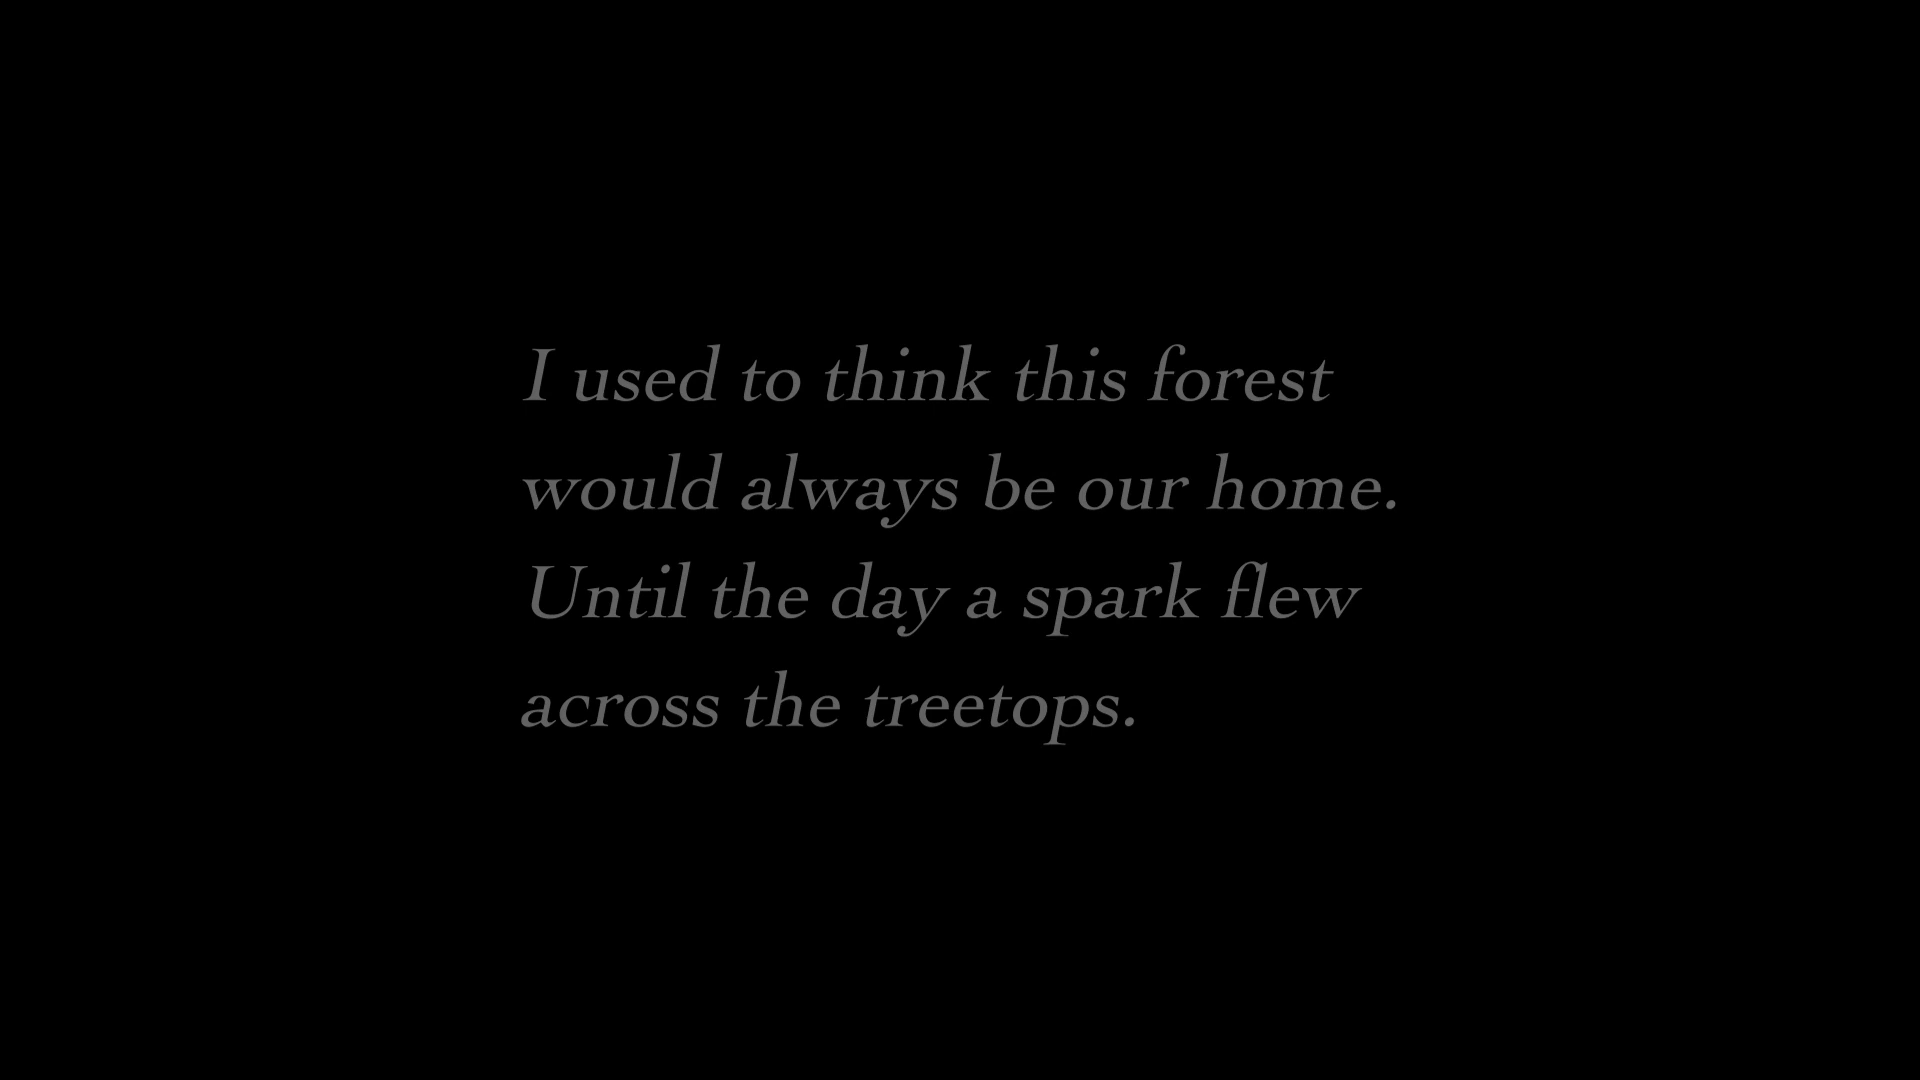 I used to think this forest
would always be our home.
Until the day a spark flew
across the treetops.